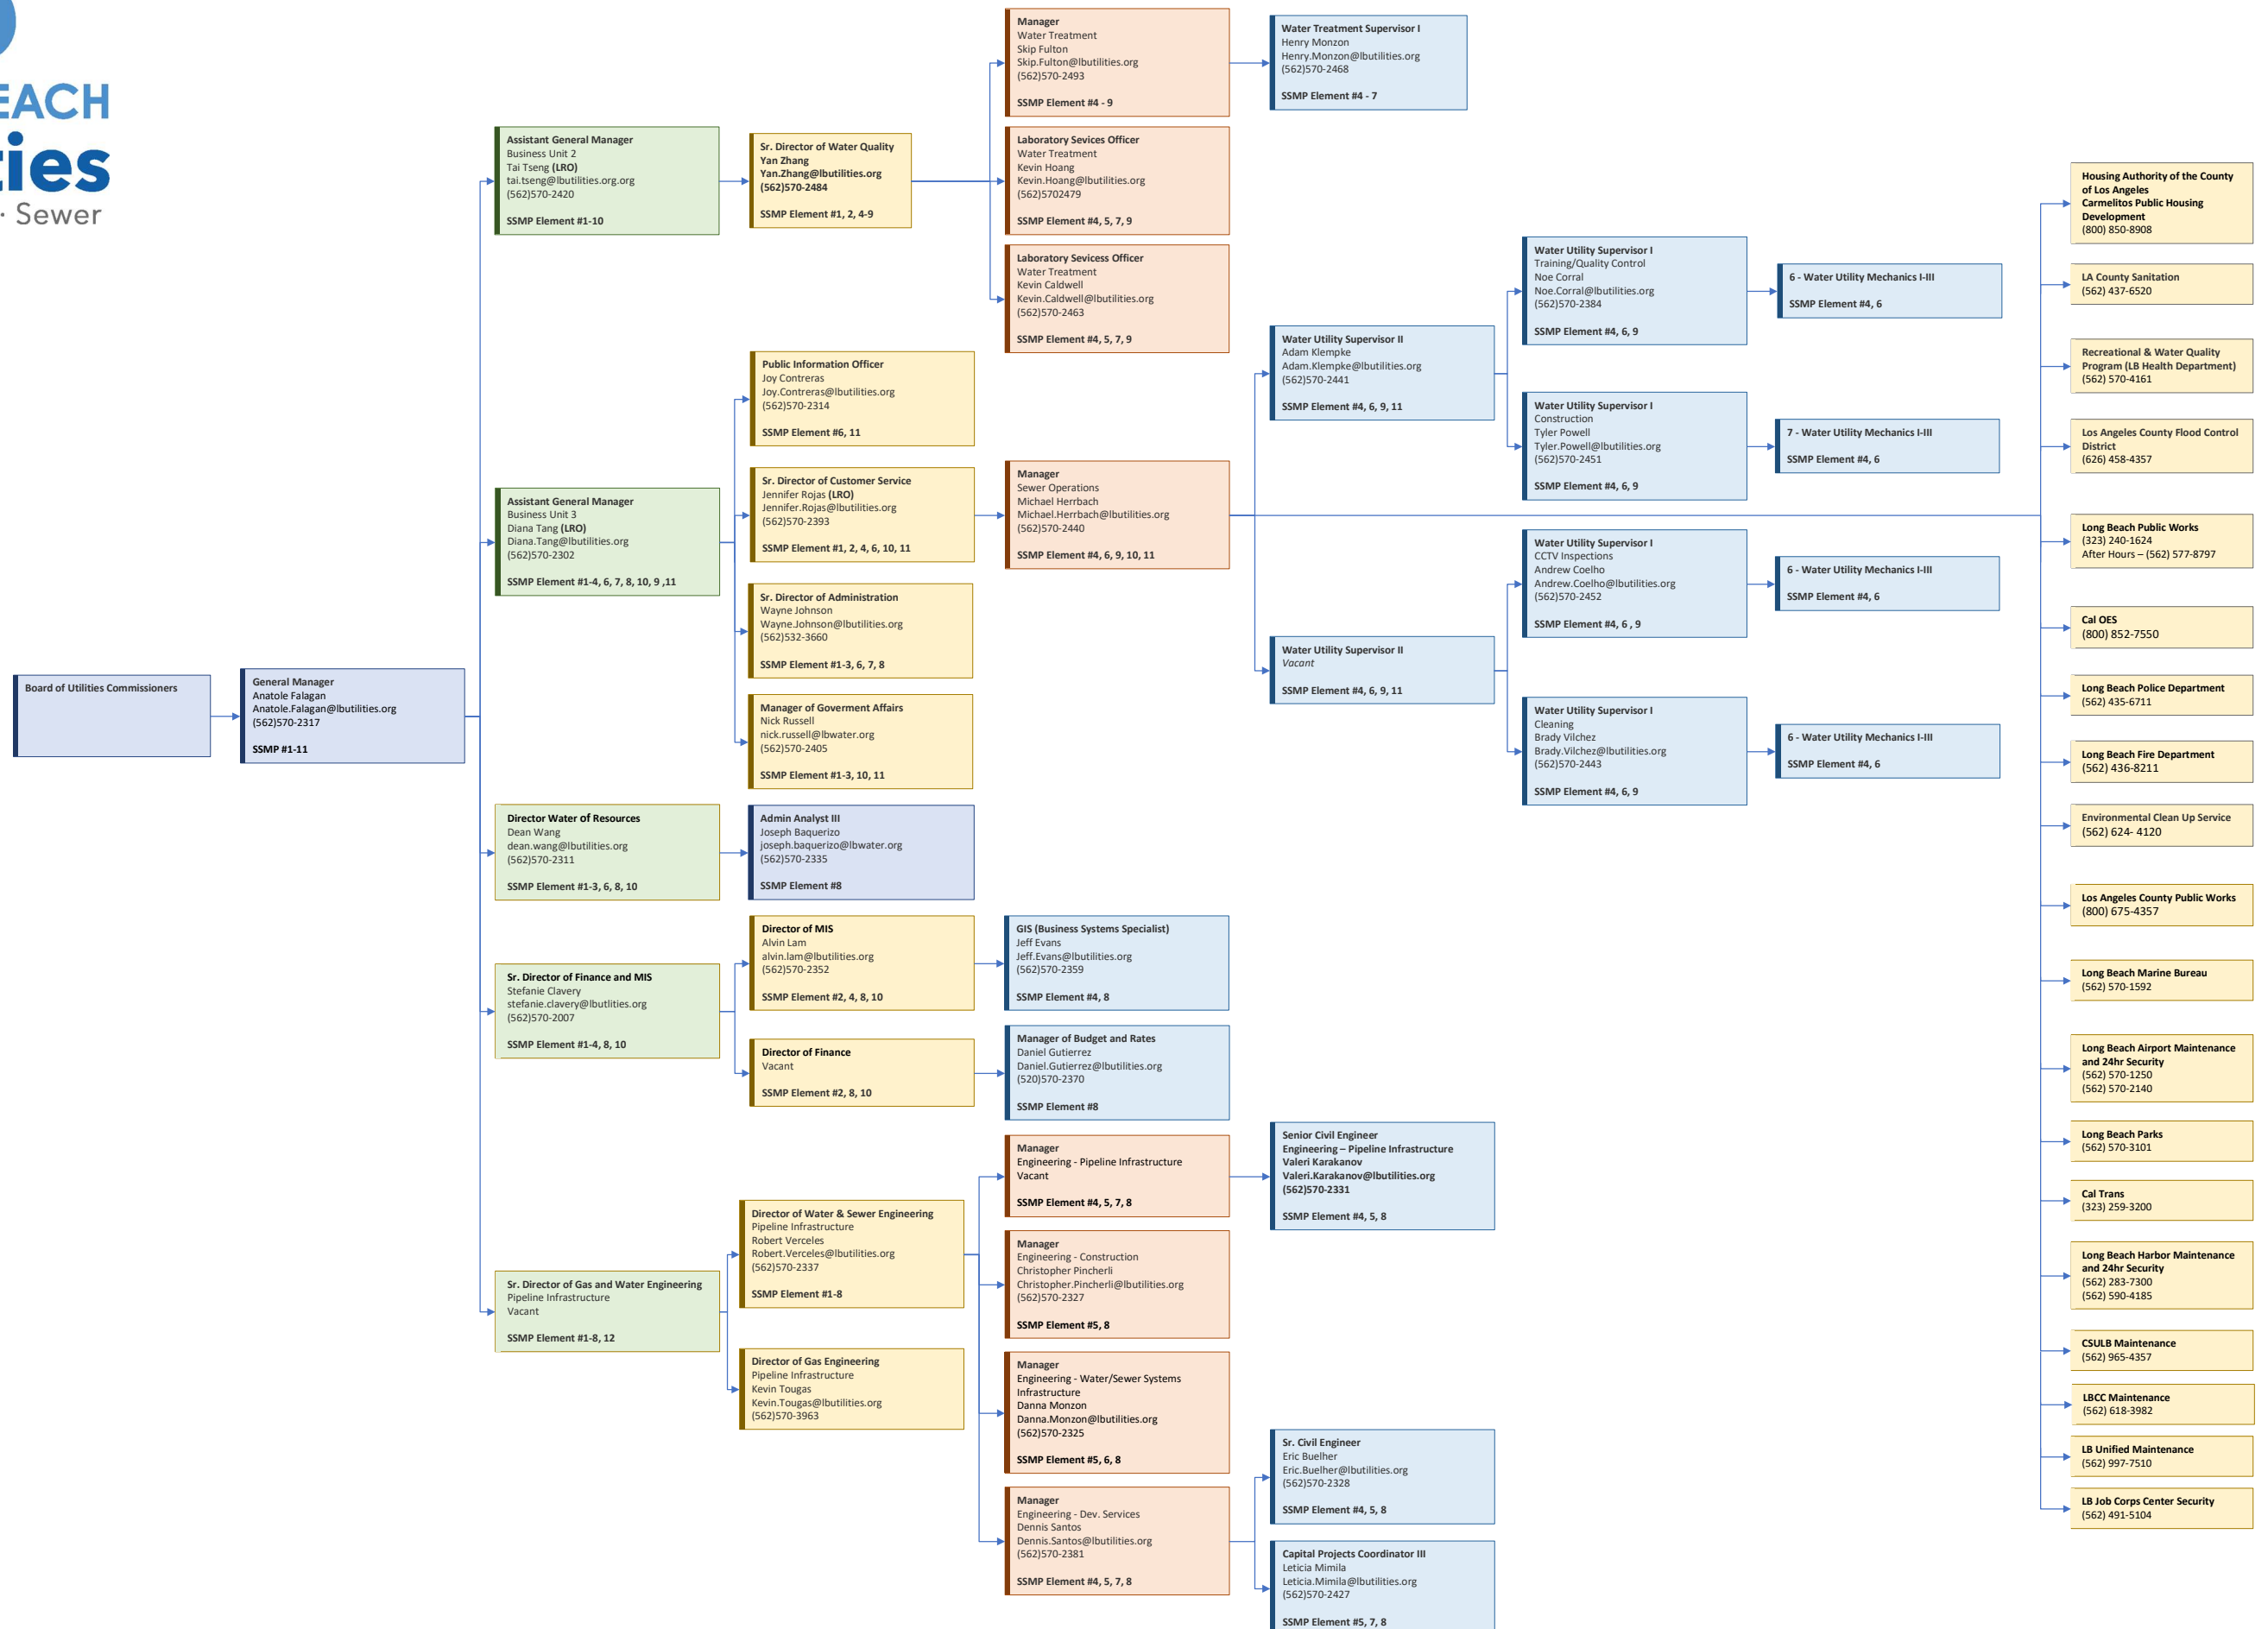 EACH
ties
· Sewer
Board of Utilities Commissioners
General Manager
Anatole Falagan
Anatole.Falagan@lbutilities.org
(562)570-2317
SSMP #1-11
Assistant General Manager
Business Unit 2
Tai Tseng (LRO)
tai.tseng@lbutilities.org.org
(562)570-2420
SSMP Element #1-10
Sr. Director of Water Quality
Yan Zhang
Yan.Zhang@lbutilities.org
(562)570-2484
SSMP Element #1, 2, 4-9
Manager
Water Treatment
Skip Fulton
Skip.Fulton@lbutilities.org
(562)570-2493
SSMP Element #4 - 9
Water Treatment Supervisor I
Henry Monzon
Henry.Monzon@lbutilities.org
(562)570-2468
SSMP Element #4 - 7
Laboratory Sevices Officer
Water Treatment
Kevin Hoang
Kevin.Hoang@lbutilities.org
(562)5702479
SSMP Element #4, 5, 7, 9
Laboratory Sevicess Officer
Water Treatment
Kevin Caldwell
Kevin.Caldwell@lbutilities.org
(562)570-2463
SSMP Element #4, 5, 7, 9
Assistant General Manager
Business Unit 3
Diana Tang (LRO)
Diana.Tang@lbutilities.org
(562)570-2302
SSMP Element #1-4, 6, 7, 8, 10, 9 ,11
Public Information Officer
Joy Contreras
Joy.Contreras@lbutilities.org
(562)570-2314
SSMP Element #6, 11
Sr. Director of Customer Service
Jennifer Rojas (LRO)
Jennifer.Rojas@lbutilities.org
(562)570-2393
SSMP Element #1, 2, 4, 6, 10, 11
Sr. Director of Administration
Wayne Johnson
Wayne.Johnson@lbutilities.org
(562)532-3660
SSMP Element #1-3, 6, 7, 8
Manager of Goverment Affairs
Nick Russell
nick.russell@lbwater.org
(562)570-2405
SSMP Element #1-3, 10, 11
Manager
Sewer Operations
Michael Herrbach
Michael.Herrbach@lbutilities.org
(562)570-2440
SSMP Element #4, 6, 9, 10, 11
Water Utility Supervisor II
Adam Klempke
Adam.Klempke@lbutilities.org
(562)570-2441
SSMP Element #4, 6, 9, 11
Water Utility Supervisor I
Training/Quality Control
Noe Corral
Noe.Corral@lbutilities.org
(562)570-2384
SSMP Element #4, 6, 9
6 - Water Utility Mechanics I-III
SSMP Element #4, 6
Water Utility Supervisor I
Construction
Tyler Powell
Tyler.Powell@lbutilities.org
(562)570-2451
SSMP Element #4, 6, 9
7 - Water Utility Mechanics I-III
SSMP Element #4, 6
Water Utility Supervisor II
Vacant
SSMP Element #4, 6, 9, 11
Water Utility Supervisor I
CCTV Inspections
Andrew Coelho
Andrew.Coelho@lbutilities.org
(562)570-2452
SSMP Element #4, 6 , 9
6 - Water Utility Mechanics I-III
SSMP Element #4, 6
Water Utility Supervisor I
Cleaning
Brady Vilchez
Brady.Vilchez@lbutilities.org
(562)570-2443
SSMP Element #4, 6, 9
6 - Water Utility Mechanics I-III
SSMP Element #4, 6
Director Water of Resources
Dean Wang
dean.wang@lbutilities.org
(562)570-2311
SSMP Element #1-3, 6, 8, 10
Admin Analyst III
Joseph Baquerizo
joseph.baquerizo@lbwater.org
(562)570-2335
SSMP Element #8
Sr. Director of Finance and MIS
Stefanie Clavery
stefanie.clavery@lbutlities.org
(562)570-2007
SSMP Element #1-4, 8, 10
Director of MIS
Alvin Lam
alvin.lam@lbutilities.org
(562)570-2352
SSMP Element #2, 4, 8, 10
GIS (Business Systems Specialist)
Jeff Evans
Jeff.Evans@lbutilities.org
(562)570-2359
SSMP Element #4, 8
Director of Finance
Vacant
SSMP Element #2, 8, 10
Manager of Budget and Rates
Daniel Gutierrez
Daniel.Gutierrez@lbutilities.org
(520)570-2370
SSMP Element #8
Sr. Director of Gas and Water Engineering
Pipeline Infrastructure
Vacant
SSMP Element #1-8, 12
Director of Water & Sewer Engineering
Pipeline Infrastructure
Robert Verceles
Robert.Verceles@lbutilities.org
(562)570-2337
SSMP Element #1-8
Director of Gas Engineering
Pipeline Infrastructure
Kevin Tougas
Kevin.Tougas@lbutilities.org
(562)570-3963
Manager
Engineering - Pipeline Infrastructure
Vacant
SSMP Element #4, 5, 7, 8
Senior Civil Engineer
Engineering – Pipeline Infrastructure
Valeri Karakanov
Valeri.Karakanov@lbutilities.org
(562)570-2331
SSMP Element #4, 5, 8
Manager
Engineering - Construction
Christopher Pincherli
Christopher.Pincherli@lbutilities.org
(562)570-2327
SSMP Element #5, 8
Manager
Engineering - Water/Sewer Systems
Infrastructure
Danna Monzon
Danna.Monzon@lbutilities.org
(562)570-2325
SSMP Element #5, 6, 8
Manager
Engineering - Dev. Services
Dennis Santos
Dennis.Santos@lbutilities.org
(562)570-2381
SSMP Element #4, 5, 7, 8
Sr. Civil Engineer
Eric Buelher
Eric.Buelher@lbutilities.org
(562)570-2328
SSMP Element #4, 5, 8
Capital Projects Coordinator III
Leticia Mimila
Leticia.Mimila@lbutilities.org
(562)570-2427
SSMP Element #5, 7, 8
Housing Authority of the County
of Los Angeles
Carmelitos Public Housing
Development
(800) 850-8908
LA County Sanitation
(562) 437-6520
Recreational & Water Quality
Program (LB Health Department)
(562) 570-4161
Los Angeles County Flood Control
District
(626) 458-4357
Long Beach Public Works
(323) 240-1624
After Hours – (562) 577-8797
Cal OES
(800) 852-7550
Long Beach Police Department
(562) 435-6711
Long Beach Fire Department
(562) 436-8211
Environmental Clean Up Service
(562) 624- 4120
Los Angeles County Public Works
(800) 675-4357
Long Beach Marine Bureau
(562) 570-1592
Long Beach Airport Maintenance
and 24hr Security
(562) 570-1250
(562) 570-2140
Long Beach Parks
(562) 570-3101
Cal Trans
(323) 259-3200
Long Beach Harbor Maintenance
and 24hr Security
(562) 283-7300
(562) 590-4185
CSULB Maintenance
(562) 965-4357
LBCC Maintenance
(562) 618-3982
LB Unified Maintenance
(562) 997-7510
LB Job Corps Center Security
(562) 491-5104